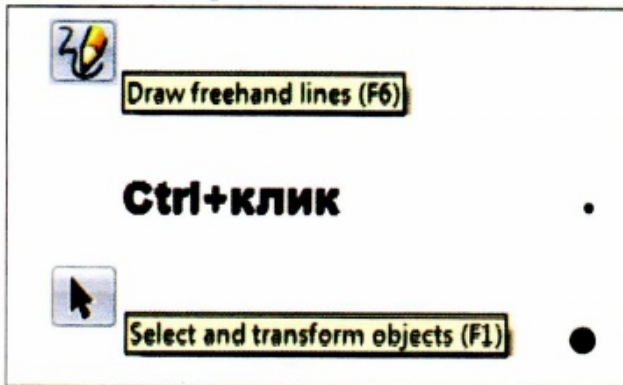 Draw freehand lines (F6)
Ctrl+клик
Select and transform objects (F1)